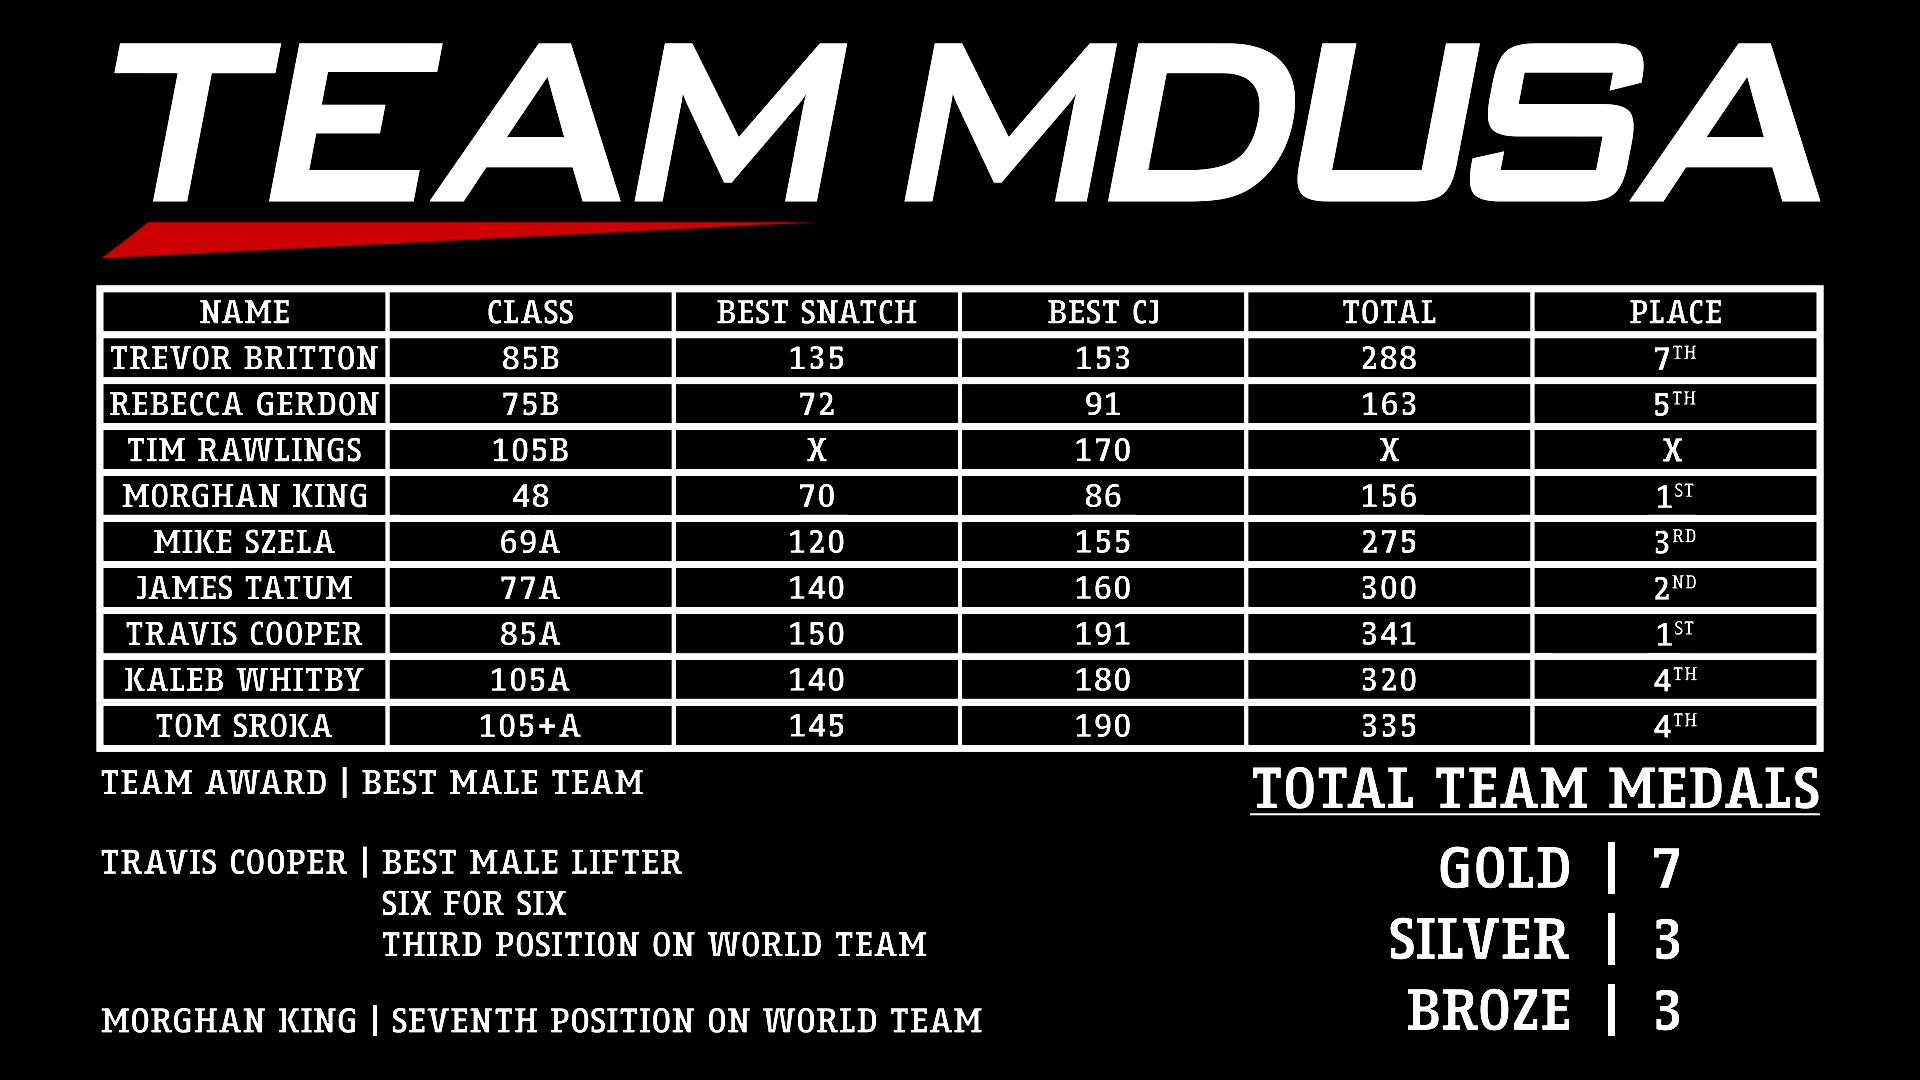 TEAM MDUSA
NAME CLASS BEST SNATCH BEST CJ TOTAL PLACE
TREVOR BRITTON 85B 135 153 288 7TH
REBECCA GERDON 75B 72 91 163 5TH
TIM RAWLINGS 105B X 170 X X
MORGHAN KING 48 70 86 156 1ST
MIKE SZELA 69A 120 155 275 3RD
JAMES TATUM 77A 140 160 300 2ND
TRAVIS COOPER 85A 150 191 341 1ST
KALEB WHITBY 105A 140 180 320 4TH
TOM SROKA 105+A 145 190 335 4TH
TEAM AWARD | BEST MALE TEAM
TRAVIS COOPER | BEST MALE LIFTER
SIX FOR SIX
THIRD POSITION ON WORLD TEAM
MORGHAN KING | SEVENTH POSITION ON WORLD TEAM
TOTAL TEAM MEDALS
GOLD | 7
SILVER | 3
BROZE | 3